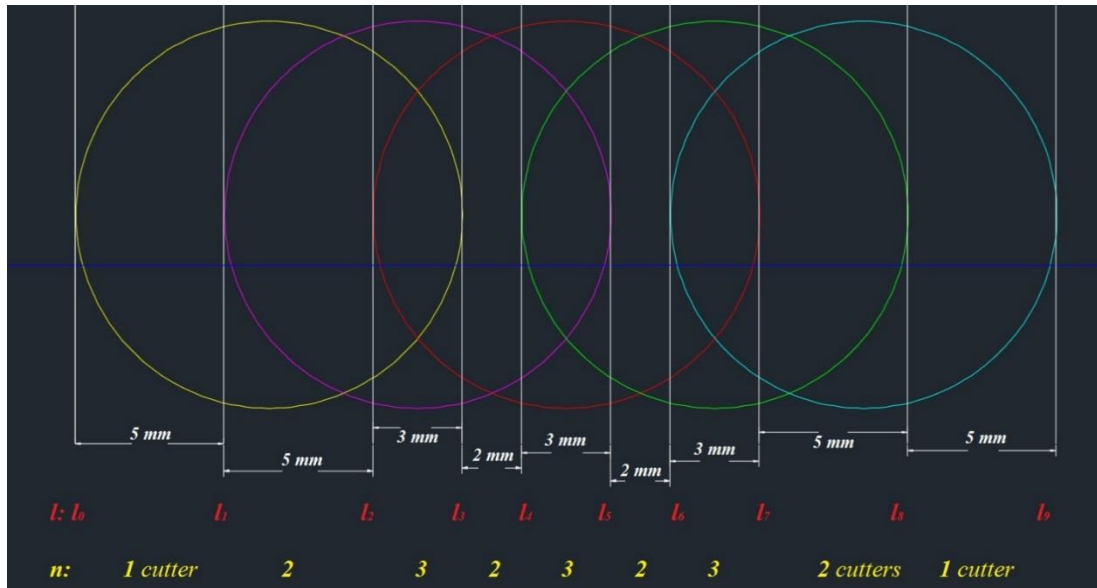 5 mm
5 mm
3 mm
2 mm
3 mm
2 mm
3 mm
5 mm
5 mm
l: l₀ l₁ l₂ l₃ l₄ l₅ l₆ l₇ l₈ l₉
n: 1 cutter 2 3 2 3 2 3 2 cutters 1 cutter